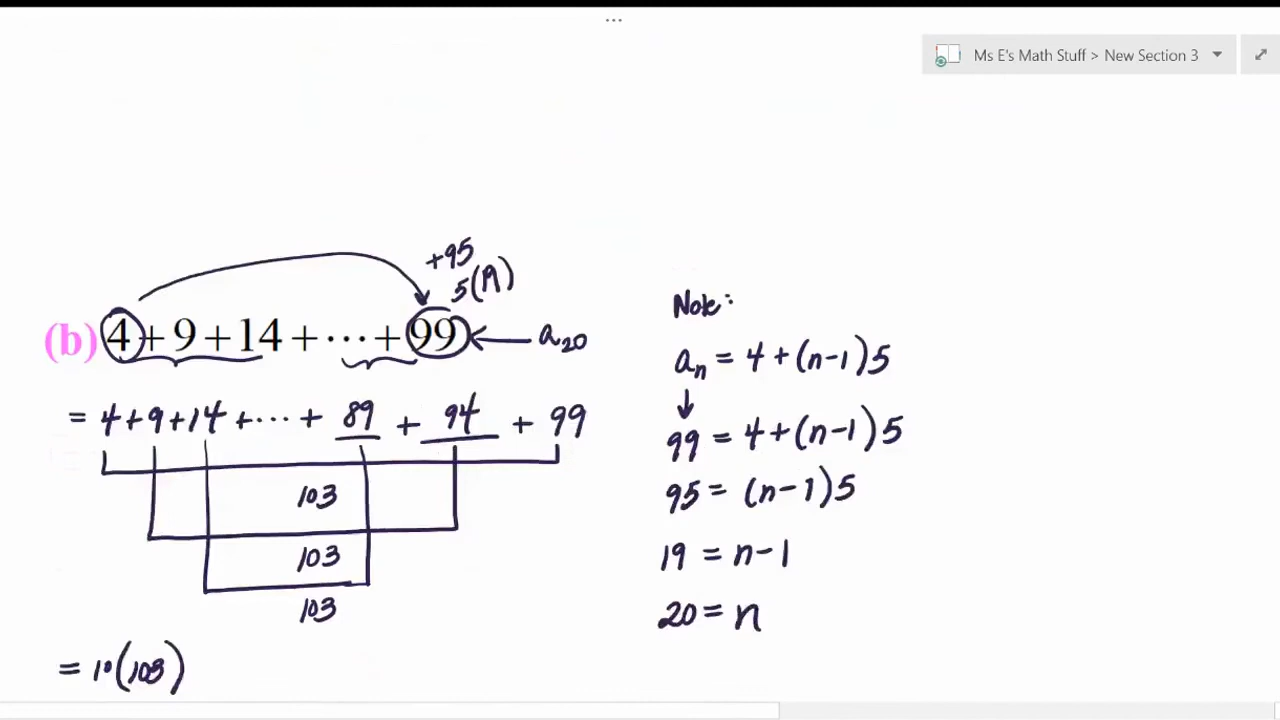 ...
Ms E's Math Stuff > New Section 3
+95
5(19)
(b) 4+9+14+⋯+99 ← a₂₀
= 4+9+14+⋯+ 89 + 94 + 99
103
103
103
= 10(103)
Note:
aₙ = 4+(n-1)5
↓
99 = 4+(n-1)5
95 = (n-1)5
19 = n-1
20 = n